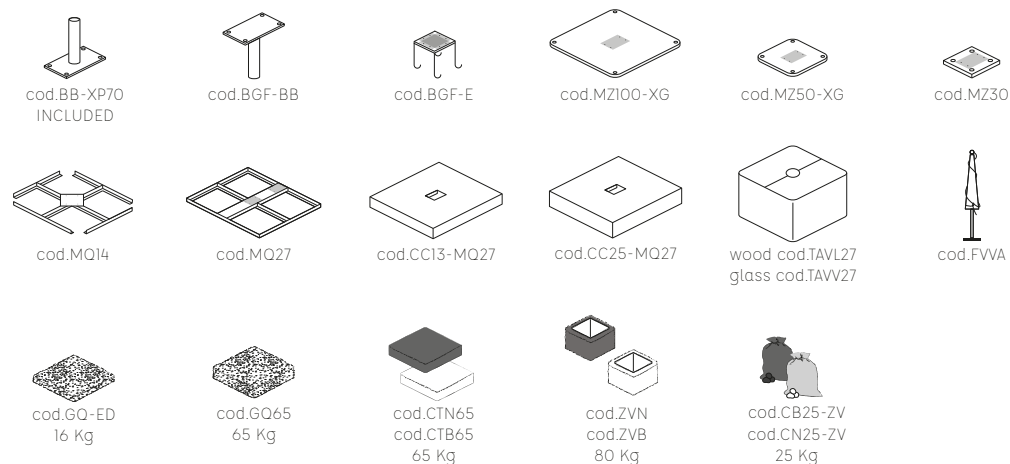 cod.BB-XP70
INCLUDED
cod.BGF-BB
cod.BGF-E
cod.MZ100-XG
cod.MZ50-XG
cod.MZ30
cod.MQ14
cod.MQ27
cod.CC13-MQ27
cod.CC25-MQ27
wood cod.TAVL27
glass cod.TAVV27
cod.FVVA
cod.GQ-ED
16 Kg
cod.GQ65
65 Kg
cod.CTN65
cod.CTB65
65 Kg
cod.ZVN
cod.ZVB
80 Kg
cod.CB25-ZV
cod.CN25-ZV
25 Kg